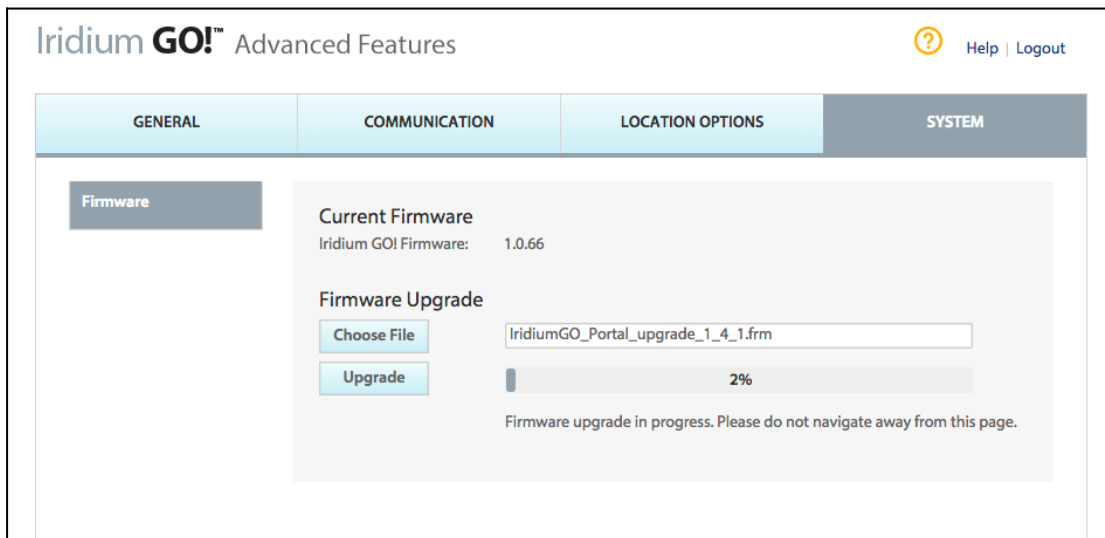 Iridium GO!™ Advanced Features
? Help | Logout
GENERAL COMMUNICATION LOCATION OPTIONS SYSTEM
Firmware
Current Firmware
Iridium GO! Firmware: 1.0.66
Firmware Upgrade
Choose File IridiumGO_Portal_upgrade_1_4_1.frm
Upgrade 2%
Firmware upgrade in progress. Please do not navigate away from this page.